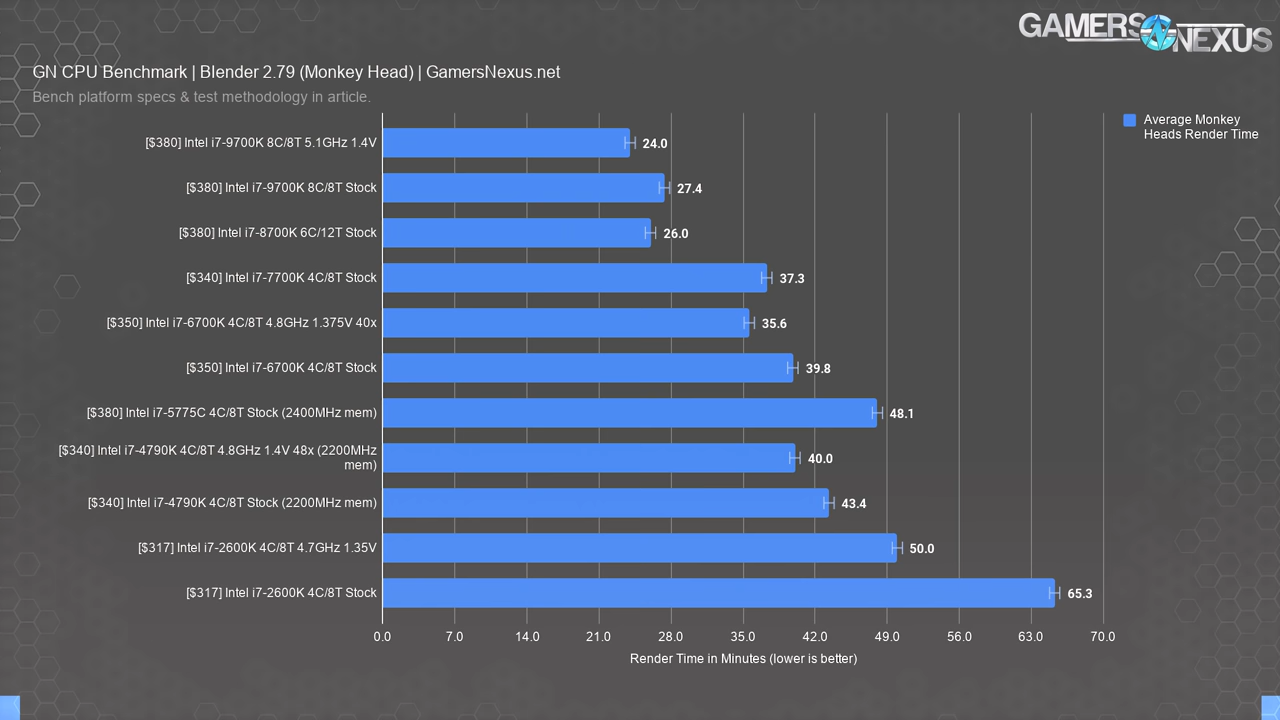 GAMERS NEXUS
GN CPU Benchmark | Blender 2.79 (Monkey Head) | GamersNexus.net
Bench platform specs & test methodology in article.
Average Monkey
Heads Render Time
[$380] Intel i7-9700K 8C/8T 5.1GHz 1.4V 24.0
[$380] Intel i7-9700K 8C/8T Stock 27.4
[$380] Intel i7-8700K 6C/12T Stock 26.0
[$340] Intel i7-7700K 4C/8T Stock 37.3
[$350] Intel i7-6700K 4C/8T 4.8GHz 1.375V 40x 35.6
[$350] Intel i7-6700K 4C/8T Stock 39.8
[$380] Intel i7-5775C 4C/8T Stock (2400MHz mem) 48.1
[$340] Intel i7-4790K 4C/8T 4.8GHz 1.4V 48x (2200MHz
mem) 40.0
[$340] Intel i7-4790K 4C/8T Stock (2200MHz mem) 43.4
[$317] Intel i7-2600K 4C/8T 4.7GHz 1.35V 50.0
[$317] Intel i7-2600K 4C/8T Stock 65.3
0.0 7.0 14.0 21.0 28.0 35.0 42.0 49.0 56.0 63.0 70.0
Render Time in Minutes (lower is better)